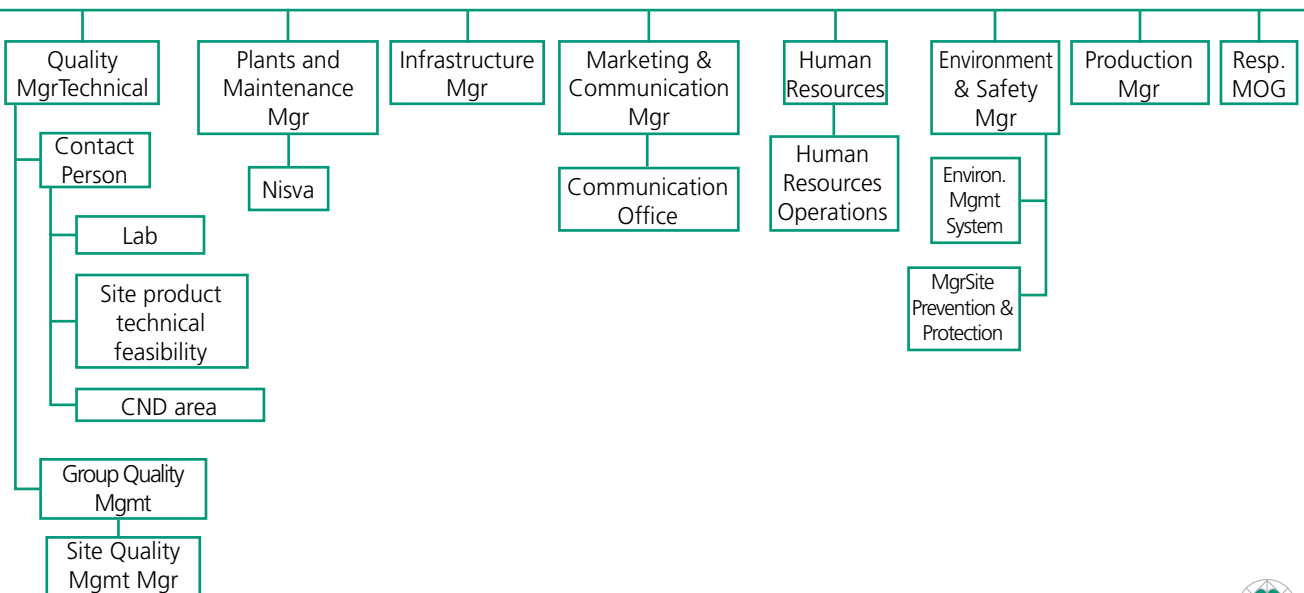 Quality
MgrTechnical
Plants and
Maintenance
Mgr
Infrastructure
Mgr
Marketing &
Communication
Mgr
Human
Resources
Environment
& Safety
Mgr
Production
Mgr
Resp.
MOG
Contact
Person
Nisva
Communication
Office
Human
Resources
Operations
Environ.
Mgmt
System
Lab
Site product
technical
feasibility
MgrSite
Prevention &
Protection
CND area
Group Quality
Mgmt
Site Quality
Mgmt Mgr